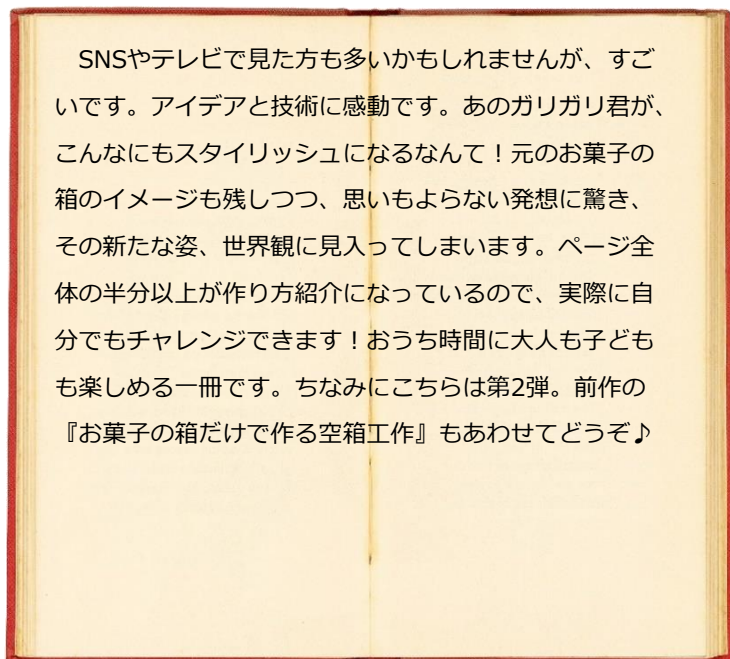 SNSやテレビで見た方も多いかもしれませんが、すご
いです。アイデアと技術に感動です。あのガリガリ君が、
こんなにもスタイリッシュになるなんて！元のお菓子の
箱のイメージも残しつつ、思いもよらない発想に驚き、
その新たな姿、世界観に見入ってしまいます。ページ全
体の半分以上が作り方紹介になっているので、実際に自
分でもチャレンジできます！おうち時間に大人も子ども
も楽しめる一冊です。ちなみにこちらは第2弾。前作の
『お菓子の箱だけで作る空箱工作』もあわせてどうぞ♪